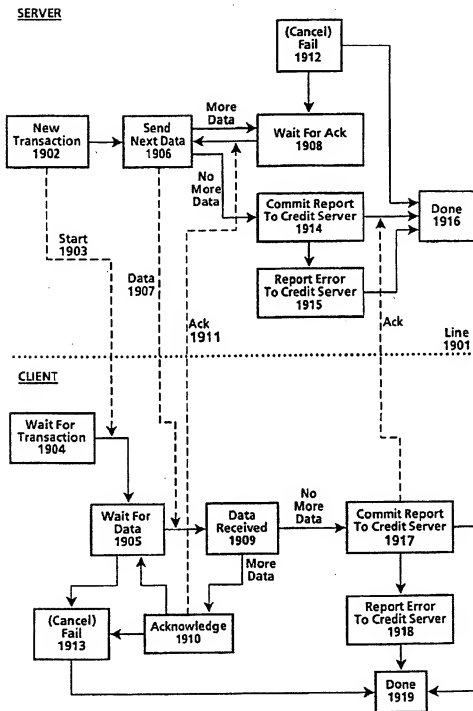 SERVER
(Cancel)
Fail
1912
New
Transaction
1902
Send
Next Data
1906
More
Data
Wait For Ack
1908
No
More
Data
Commit Report
To Credit Server
1914
Done
1916
Start
1903
Data
1907
Ack
1911
Report Error
To Credit Server
1915
Ack
Line
1901
CLIENT
Wait For
Transaction
1904
Wait For
Data
1905
Data
Received
1909
No
More
Data
Commit Report
To Credit Server
1917
More
Data
(Cancel)
Fail
1913
Acknowledge
1910
Report Error
To Credit Server
1918
Done
1919